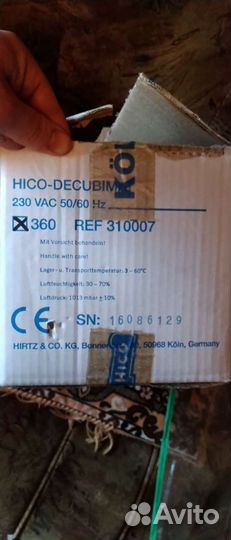 KÖL
HICO-DECUBIM
230 VAC 50/60 Hz
360 REF 310007
Mit Vorsicht behandeln!
Handle with care!
Lager- u. Transporttemperatur: 3 – 60°C
Luftfeuchtigkeit: 30 – 70%
Luftdruck: 1013 mbar ± 10%
CE SN: 16086129
HIRTZ & CO. KG, Bonner 50968 Köln, Germany
HICO
Avito